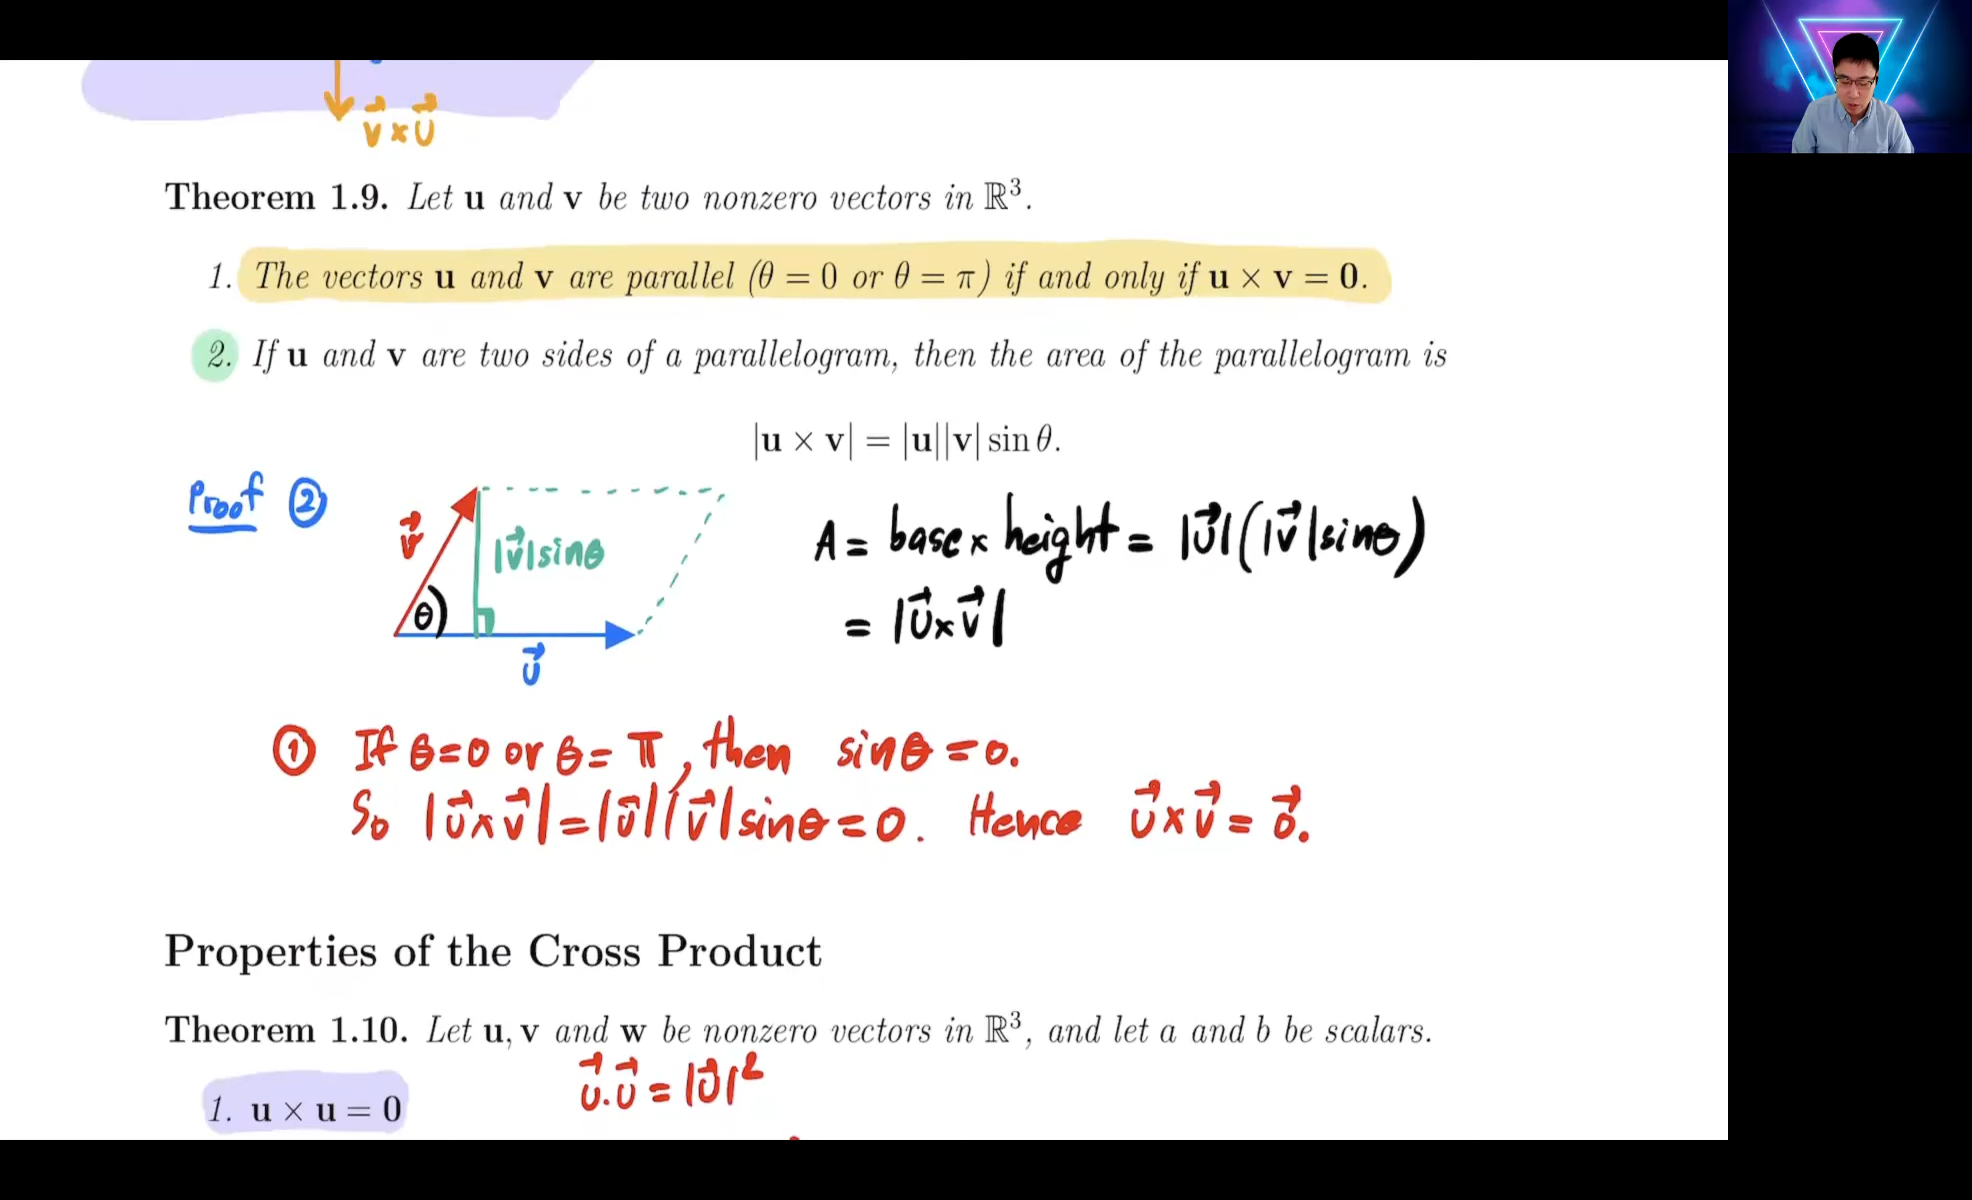 v⃗ × u⃗
Theorem 1.9. Let u and v be two nonzero vectors in ℝ³.
1. The vectors u and v are parallel (θ = 0 or θ = π) if and only if u × v = 0.
2. If u and v are two sides of a parallelogram, then the area of the parallelogram is
|u × v| = |u||v| sin θ.
Proof ②
v⃗
|v⃗|sinθ
θ
u⃗
A = base × height = |u⃗|(|v⃗|sinθ)
= |u⃗×v⃗|
① If θ=0 or θ=π, then sinθ=0.
So |u⃗×v⃗|=|u⃗||v⃗|sinθ=0. Hence u⃗×v⃗=0⃗.
Properties of the Cross Product
Theorem 1.10. Let u, v and w be nonzero vectors in ℝ³, and let a and b be scalars.
u⃗·u⃗=|u⃗|²
1. u × u = 0